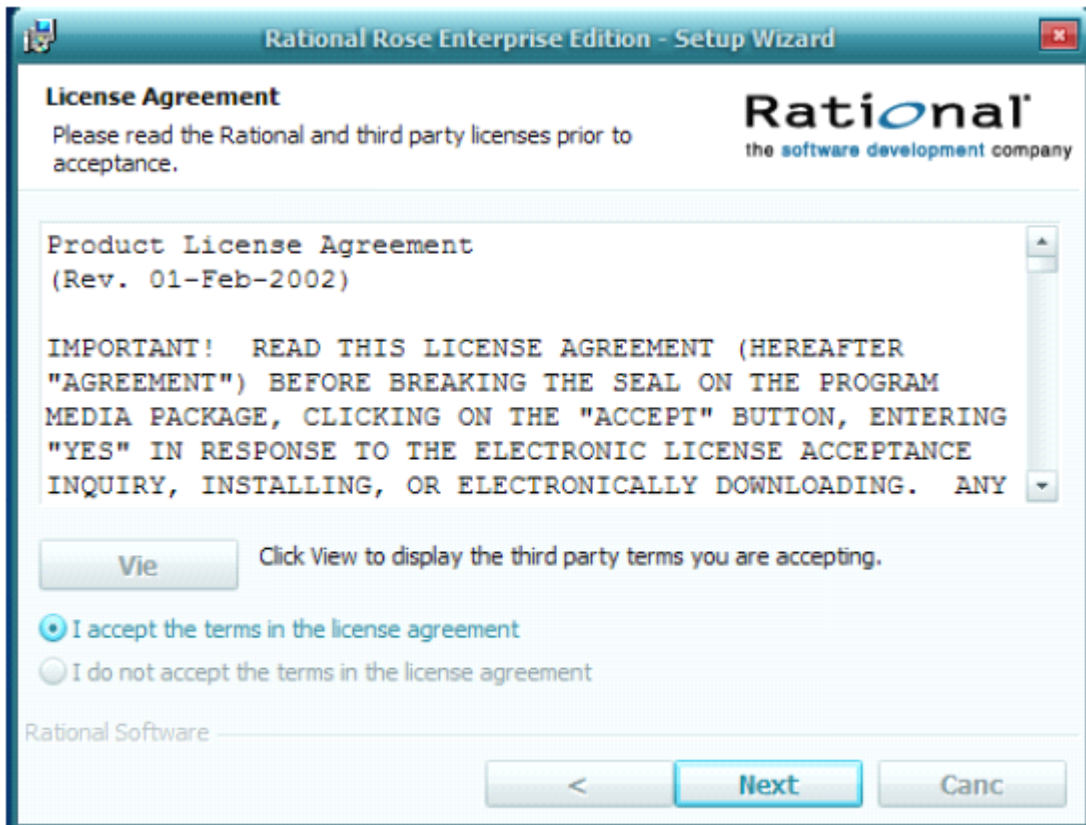 Rational Rose Enterprise Edition - Setup Wizard
License Agreement
Please read the Rational and third party licenses prior to
acceptance.
Rational
the software development company
Product License Agreement
(Rev. 01-Feb-2002)
IMPORTANT!  READ THIS LICENSE AGREEMENT (HEREAFTER
"AGREEMENT") BEFORE BREAKING THE SEAL ON THE PROGRAM
MEDIA PACKAGE, CLICKING ON THE "ACCEPT" BUTTON, ENTERING
"YES" IN RESPONSE TO THE ELECTRONIC LICENSE ACCEPTANCE
INQUIRY, INSTALLING, OR ELECTRONICALLY DOWNLOADING.  ANY
Vie
Click View to display the third party terms you are accepting.
I accept the terms in the license agreement
I do not accept the terms in the license agreement
Rational Software
<
Next
Canc